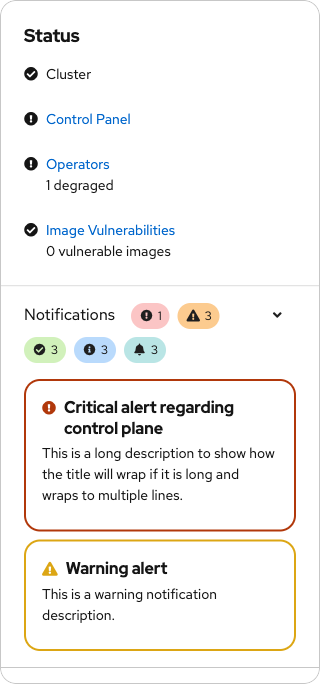 Status
Cluster
Control Panel
Operators
1 degraded
Image Vulnerabilities
0 vulnerable images
Notifications 1 3
3 3 3
Critical alert regarding
control plane
This is a long description to show how
the title will wrap if it is long and
wraps to multiple lines.
Warning alert
This is a warning notification
description.